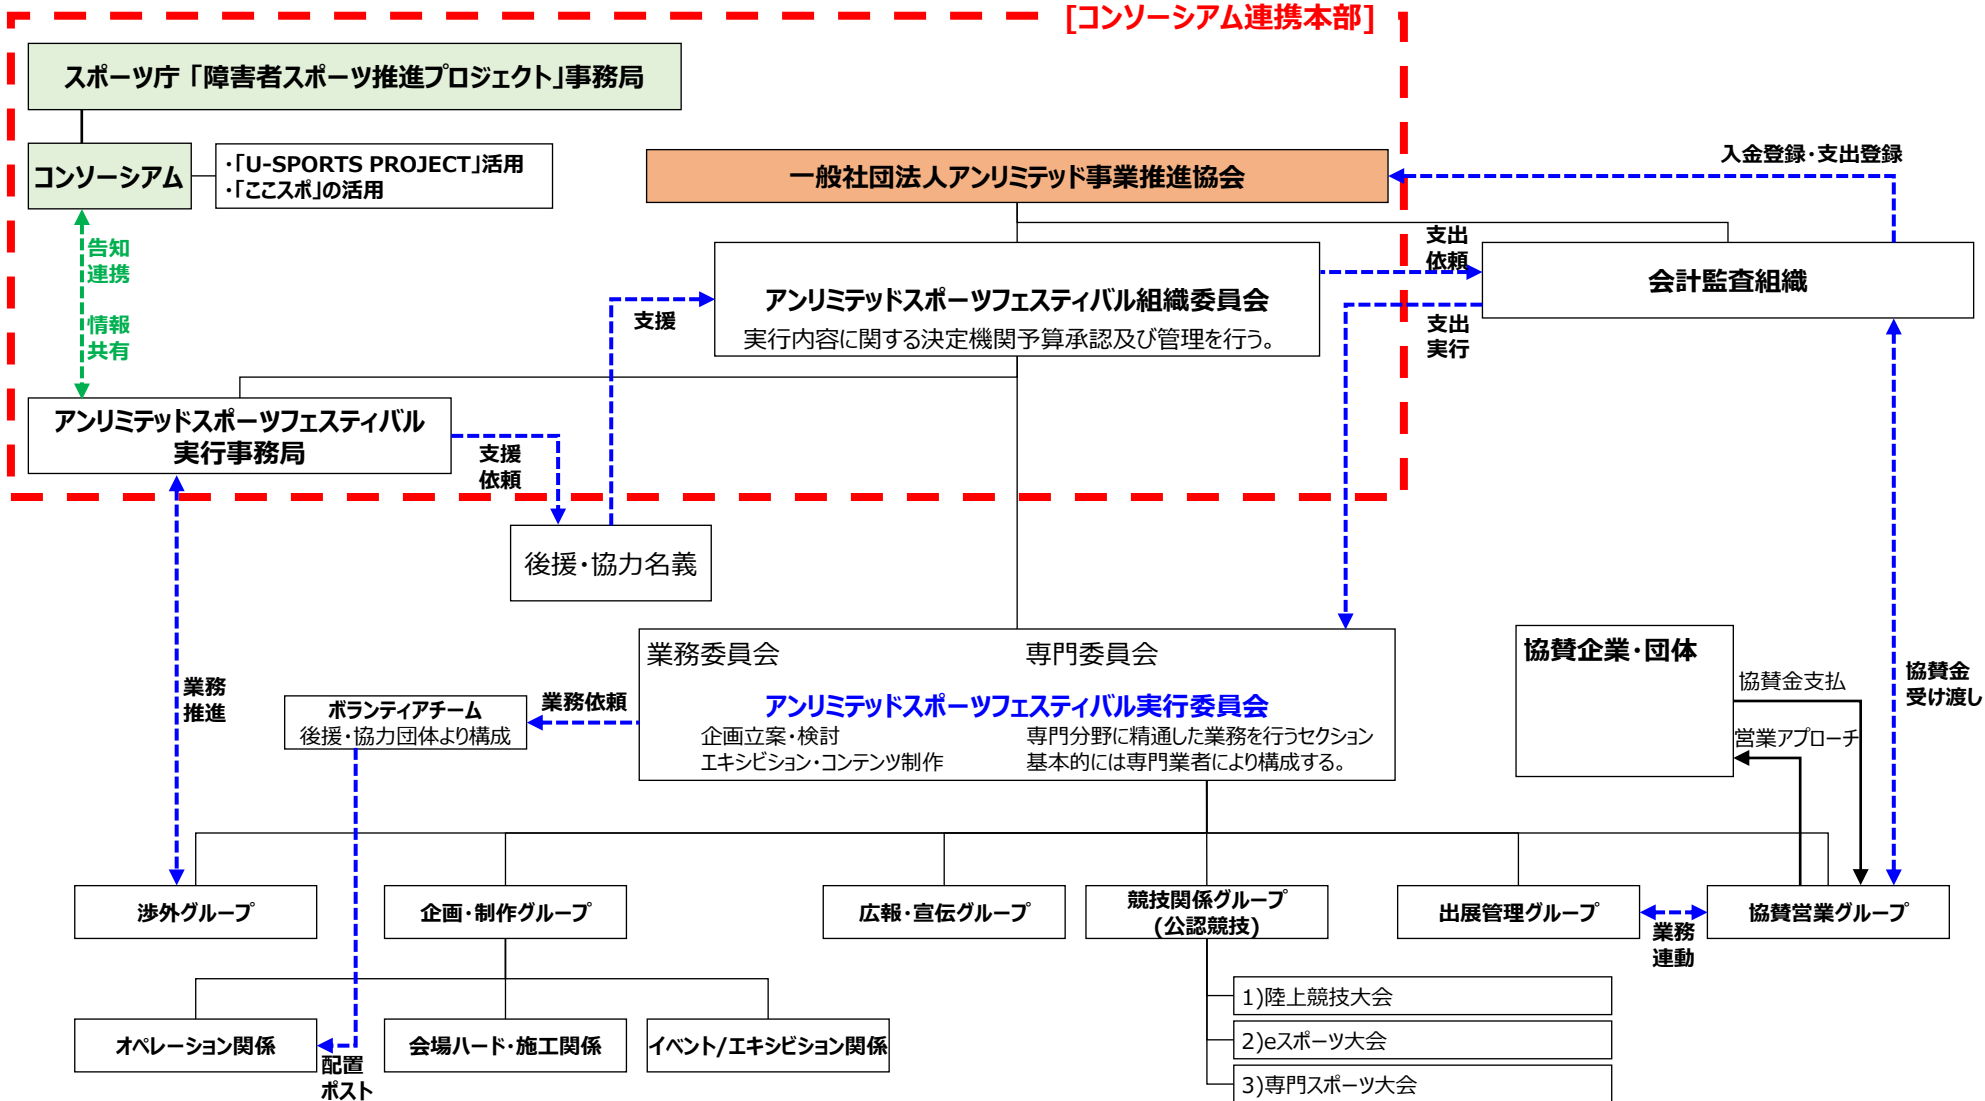 [コンソーシアム連携本部]
スポーツ庁「障害者スポーツ推進プロジェクト」事務局
コンソーシアム
・「U-SPORTS PROJECT」活用
・「ここスポ」の活用
一般社団法人アンリミテッド事業推進協会
入金登録・支出登録
告知
連携
情報
共有
アンリミテッドスポーツフェスティバル組織委員会
実行内容に関する決定機関予算承認及び管理を行う。
支出
依頼
会計監査組織
支出
実行
支援
アンリミテッドスポーツフェスティバル
実行事務局
支援
依頼
後援・協力名義
業務委員会
専門委員会
アンリミテッドスポーツフェスティバル実行委員会
企画立案・検討
エキシビション・コンテンツ制作
専門分野に精通した業務を行うセクション
基本的には専門業者により構成する。
業務
推進
ボランティアチーム
後援・協力団体より構成
業務依頼
協賛企業・団体
協賛金支払
営業アプローチ
協賛金
受け渡し
渉外グループ
企画・制作グループ
広報・宣伝グループ
競技関係グループ
(公認競技)
出展管理グループ
業務
連動
協賛営業グループ
オペレーション関係
配置
ポスト
会場ハード・施工関係
イベント/エキシビション関係
1)陸上競技大会
2)eスポーツ大会
3)専門スポーツ大会